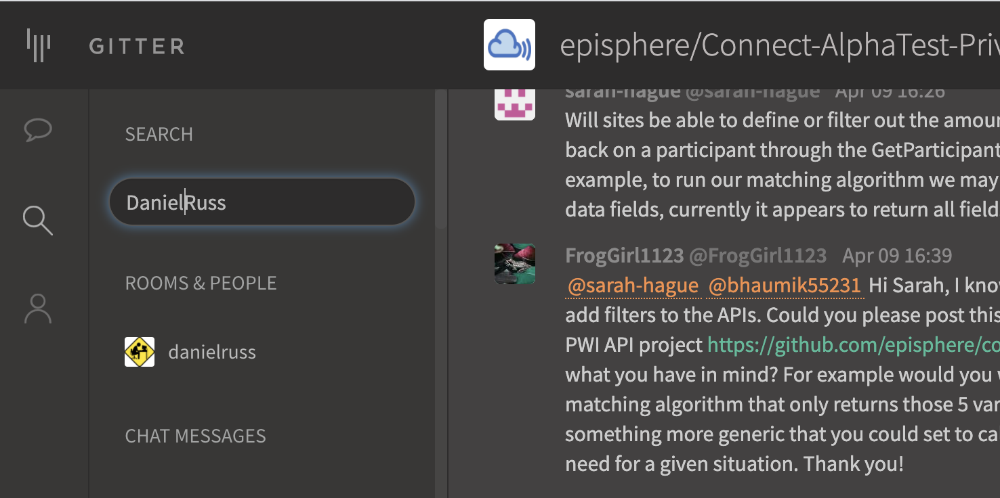 GITTER
episphere/Connect-AlphaTest-Priv
SEARCH
DanielRuss
ROOMS & PEOPLE
danielruss
CHAT MESSAGES
sarah-hague @sarah-hague Apr 09 16:26
Will sites be able to define or filter out the amoun
back on a participant through the GetParticipant
example, to run our matching algorithm we may
data fields, currently it appears to return all field
FrogGirl1123 @FrogGirl1123 Apr 09 16:39
@sarah-hague @bhaumik55231 Hi Sarah, I know
add filters to the APIs. Could you please post this
PWI API project https://github.com/episphere/co
what you have in mind? For example would you w
matching algorithm that only returns those 5 var
something more generic that you could set to ca
need for a given situation. Thank you!